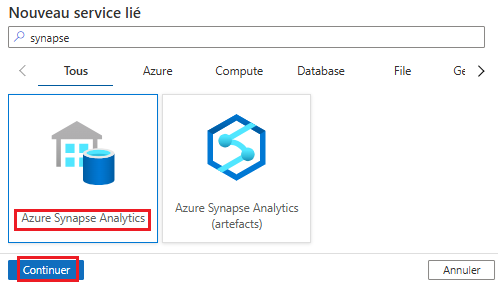 Nouveau service lié
synapse
Tous Azure Compute Database File Ge
Azure Synapse Analytics
Azure Synapse Analytics
(artefacts)
Continuer
Annuler